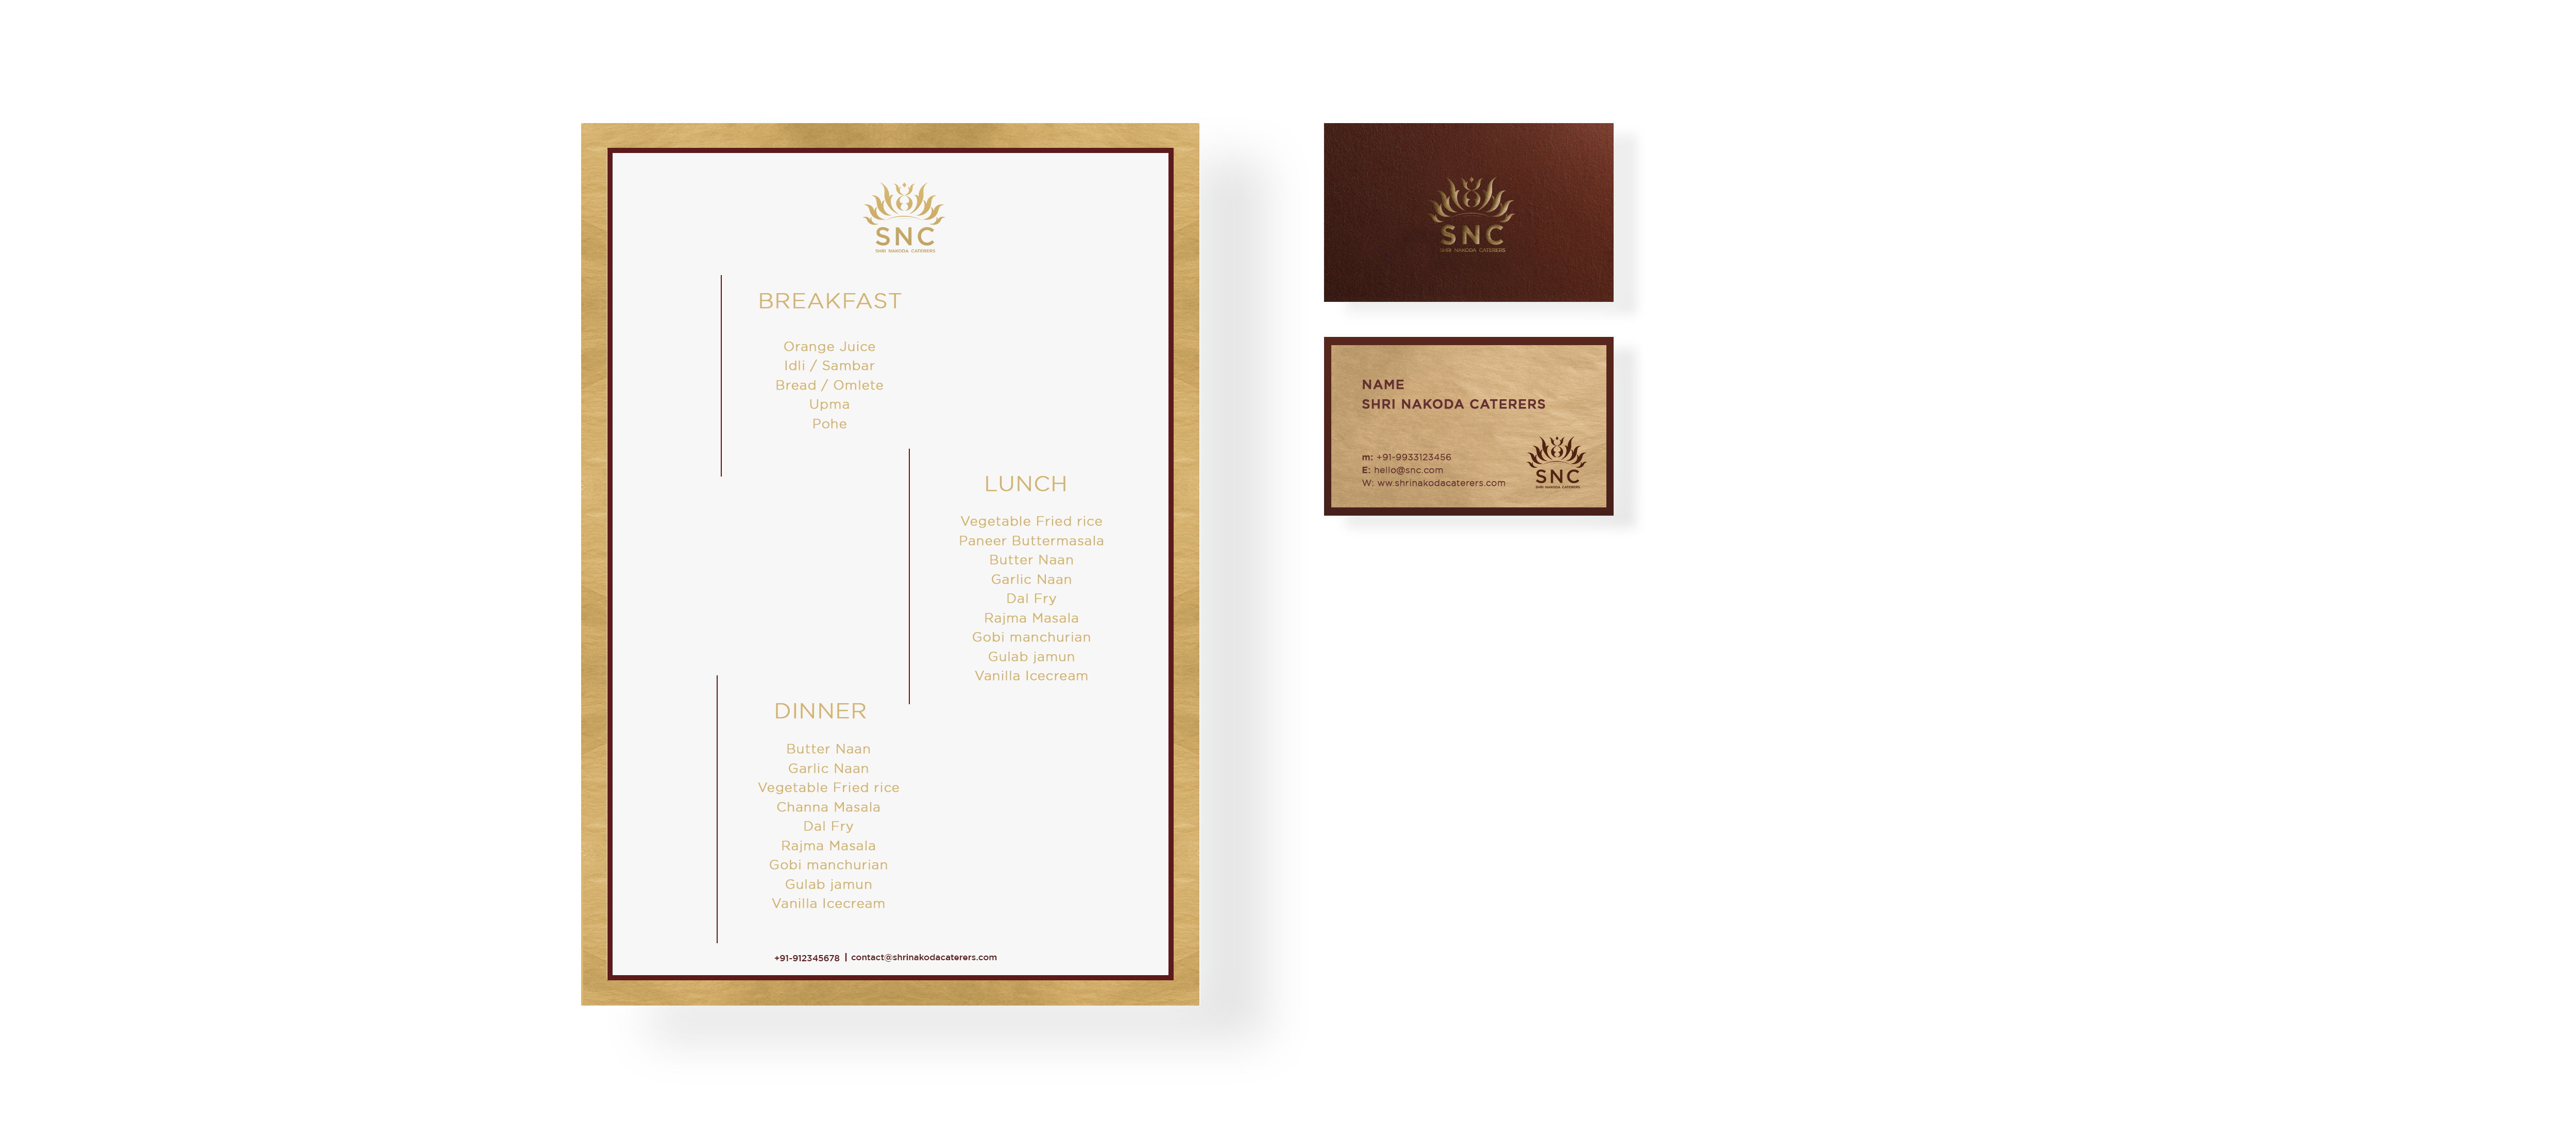 SNC
SHRI NAKODA CATERERS
BREAKFAST
Orange Juice
Idli / Sambar
Bread / Omlete
Upma
Pohe
LUNCH
Vegetable Fried rice
Paneer Buttermasala
Butter Naan
Garlic Naan
Dal Fry
Rajma Masala
Gobi manchurian
Gulab jamun
Vanilla Icecream
DINNER
Butter Naan
Garlic Naan
Vegetable Fried rice
Channa Masala
Dal Fry
Rajma Masala
Gobi manchurian
Gulab jamun
Vanilla Icecream
+91-912345678 | contact@shrinakodacaterers.com
SNC
SHRI NAKODA CATERERS
NAME
SHRI NAKODA CATERERS
m: +91-9933123456
E: hello@snc.com
W: ww.shrinakodacaterers.com
SNC
SHRI NAKODA CATERERS